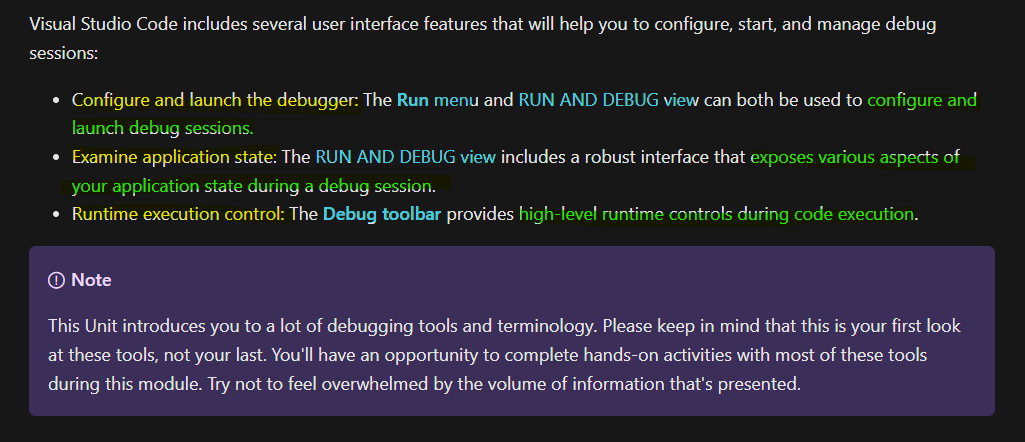 Visual Studio Code includes several user interface features that will help you to configure, start, and manage debug
sessions:
• Configure and launch the debugger: The Run menu and RUN AND DEBUG view can both be used to configure and
launch debug sessions.
• Examine application state: The RUN AND DEBUG view includes a robust interface that exposes various aspects of
your application state during a debug session.
• Runtime execution control: The Debug toolbar provides high-level runtime controls during code execution.
Note
This Unit introduces you to a lot of debugging tools and terminology. Please keep in mind that this is your first look
at these tools, not your last. You'll have an opportunity to complete hands-on activities with most of these tools
during this module. Try not to feel overwhelmed by the volume of information that's presented.